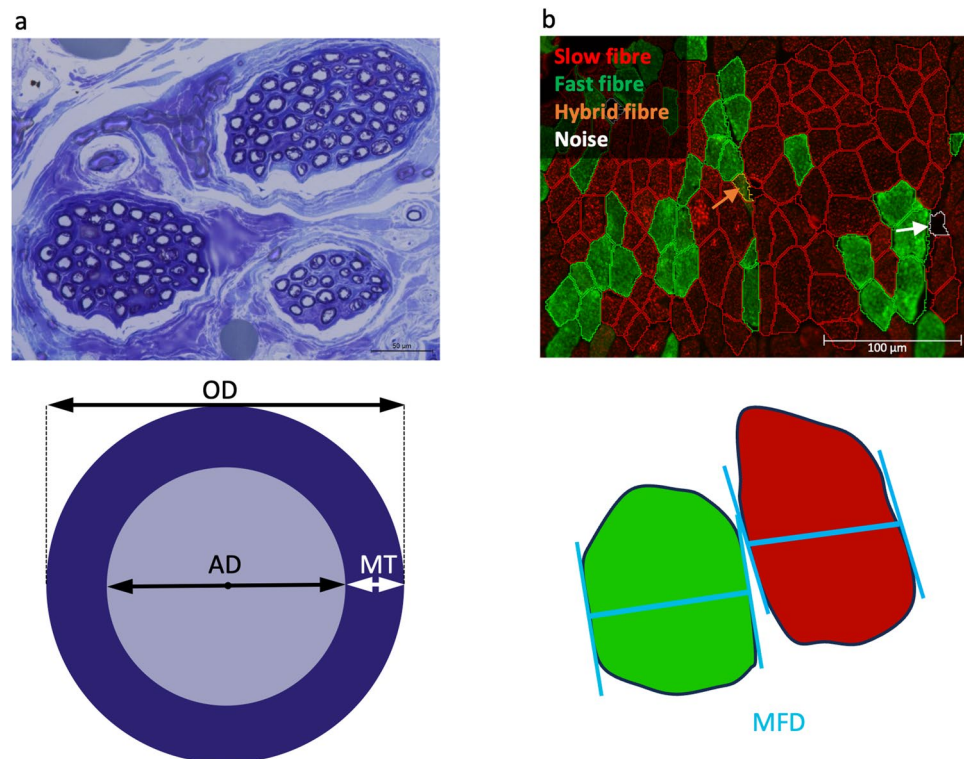 a
50 µm
OD
AD
MT
b
Slow fibre
Fast fibre
Hybrid fibre
Noise
100 µm
MFD